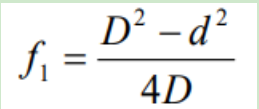 f₁ = (D² − d²) / 4D